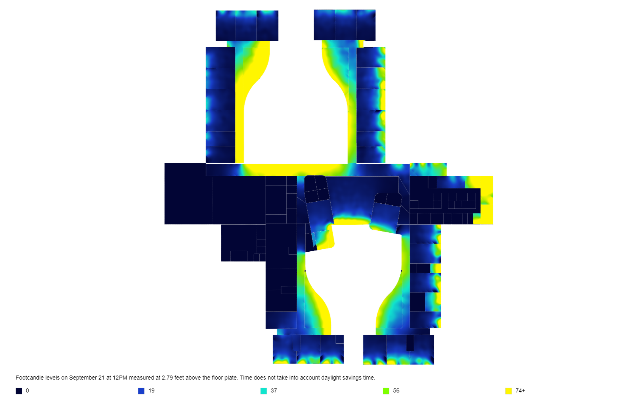 Footcandle levels on September 21 at 12PM measured at 2.79 feet above the floor plate. Time does not take into account daylight savings time.
0 19 37 56 74+